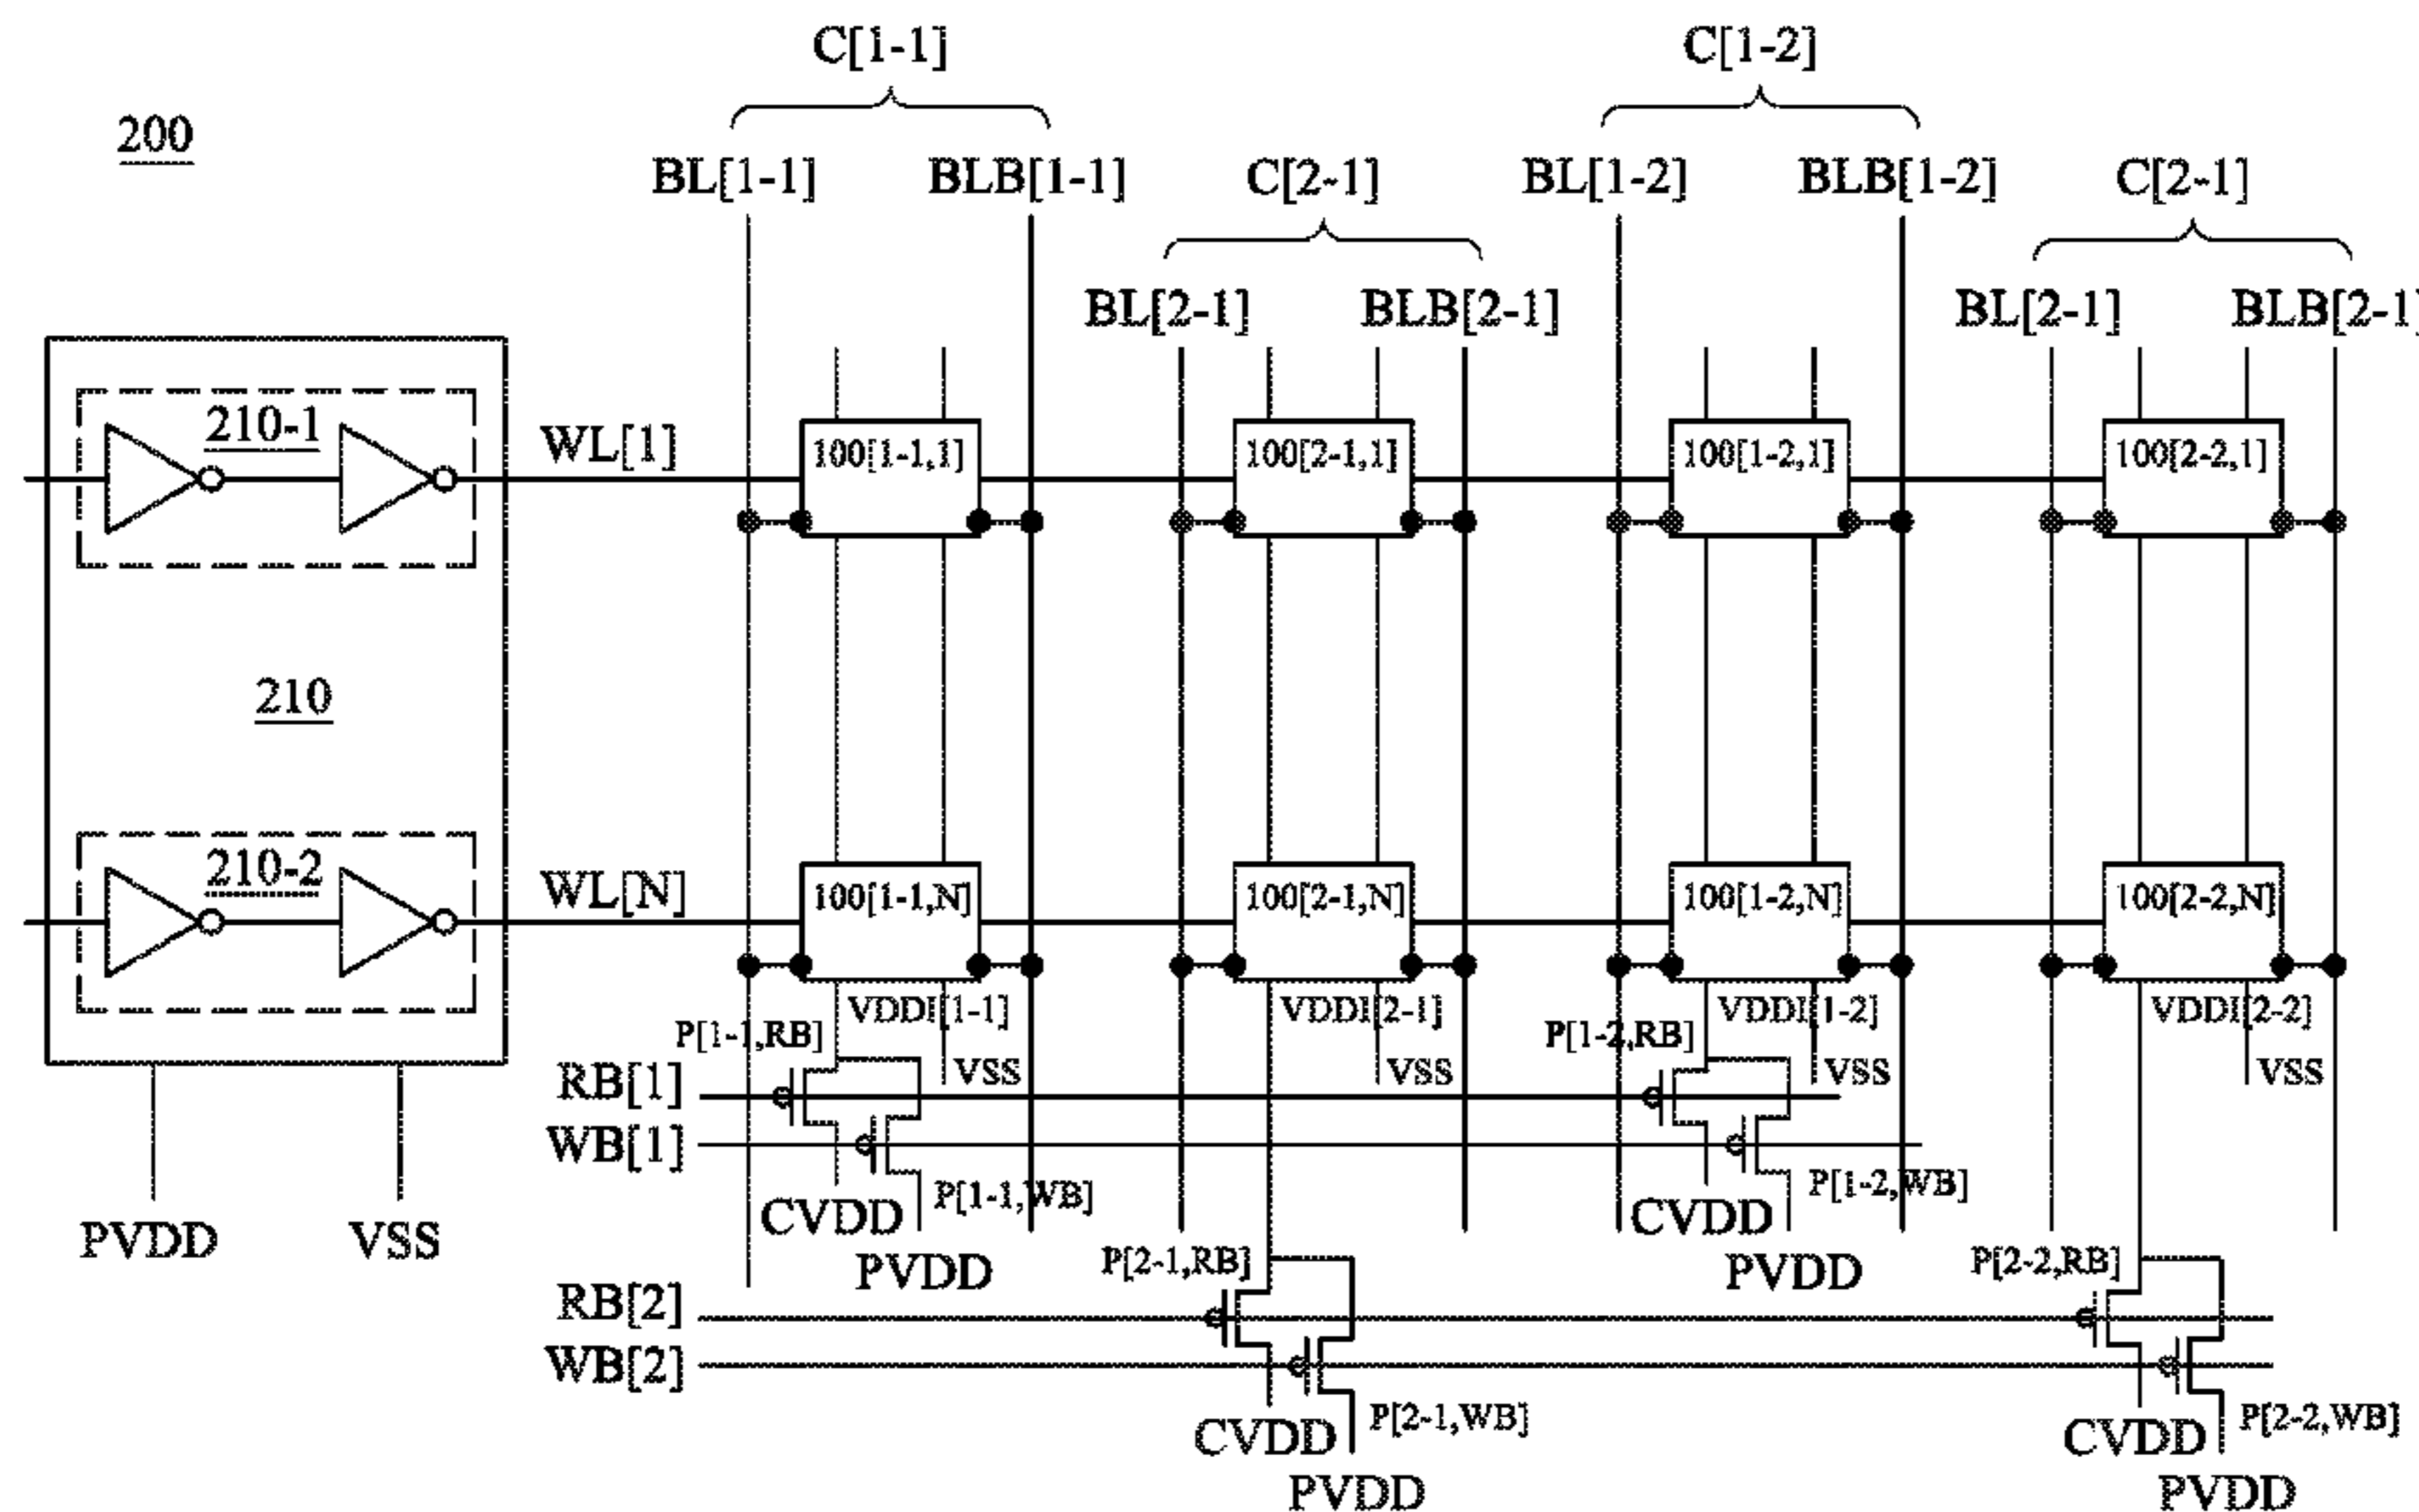 C[1-1] C[1-2]
200
BL[1-1] BLB[1-1] C[2-1] BL[1-2] BLB[1-2] C[2-1]
BL[2-1] BLB[2-1] BL[2-1] BLB[2-1]
210-1 WL[1] 100[1-1,1] 100[2-1,1] 100[1-2,1] 100[2-2,1]
210
210-2 WL[N] 100[1-1,N] 100[2-1,N] 100[1-2,N] 100[2-2,N]
VDDI[1-1] VDDI[2-1] VDDI[1-2] VDDI[2-2]
P[1-1,RB] P[1-2,RB]
RB[1] VSS VSS VSS VSS
WB[1]
P[1-1,WB] P[1-2,WB]
PVDD VSS CVDD CVDD
PVDD P[2-1,RB] PVDD P[2-2,RB]
RB[2]
WB[2]
CVDD P[2-1,WB] CVDD P[2-2,WB]
PVDD PVDD